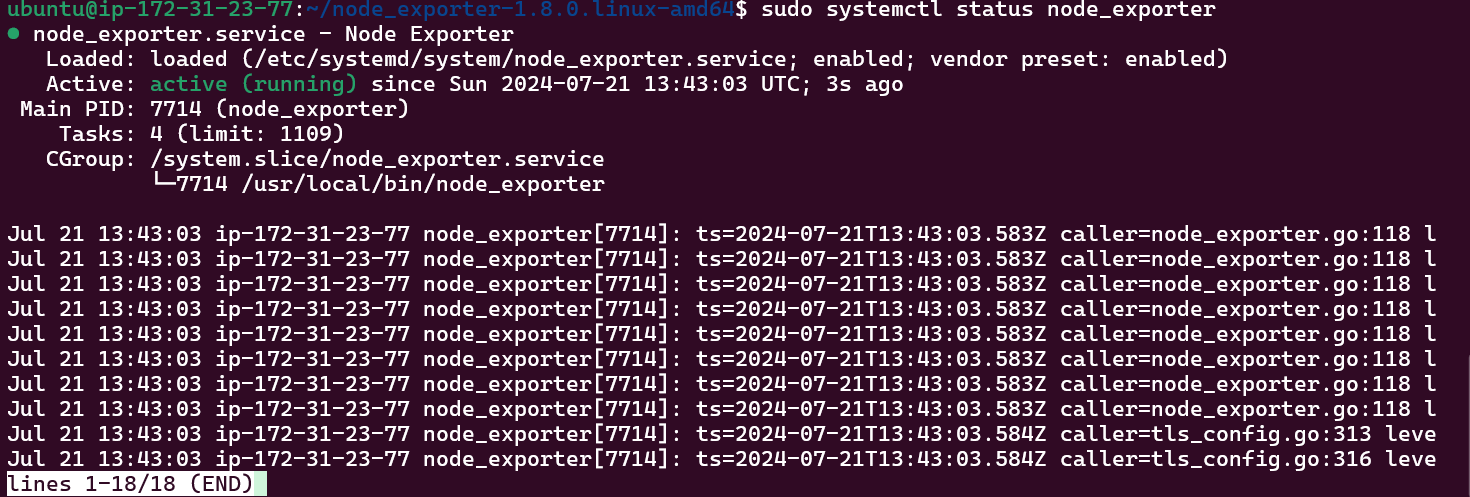 ubuntu@ip-172-31-23-77:~/node_exporter-1.8.0.linux-amd64$ sudo systemctl status node_exporter
● node_exporter.service - Node Exporter
   Loaded: loaded (/etc/systemd/system/node_exporter.service; enabled; vendor preset: enabled)
   Active: active (running) since Sun 2024-07-21 13:43:03 UTC; 3s ago
 Main PID: 7714 (node_exporter)
    Tasks: 4 (limit: 1109)
   CGroup: /system.slice/node_exporter.service
           └─7714 /usr/local/bin/node_exporter

Jul 21 13:43:03 ip-172-31-23-77 node_exporter[7714]: ts=2024-07-21T13:43:03.583Z caller=node_exporter.go:118 l
Jul 21 13:43:03 ip-172-31-23-77 node_exporter[7714]: ts=2024-07-21T13:43:03.583Z caller=node_exporter.go:118 l
Jul 21 13:43:03 ip-172-31-23-77 node_exporter[7714]: ts=2024-07-21T13:43:03.583Z caller=node_exporter.go:118 l
Jul 21 13:43:03 ip-172-31-23-77 node_exporter[7714]: ts=2024-07-21T13:43:03.583Z caller=node_exporter.go:118 l
Jul 21 13:43:03 ip-172-31-23-77 node_exporter[7714]: ts=2024-07-21T13:43:03.583Z caller=node_exporter.go:118 l
Jul 21 13:43:03 ip-172-31-23-77 node_exporter[7714]: ts=2024-07-21T13:43:03.583Z caller=node_exporter.go:118 l
Jul 21 13:43:03 ip-172-31-23-77 node_exporter[7714]: ts=2024-07-21T13:43:03.583Z caller=node_exporter.go:118 l
Jul 21 13:43:03 ip-172-31-23-77 node_exporter[7714]: ts=2024-07-21T13:43:03.583Z caller=node_exporter.go:118 l
Jul 21 13:43:03 ip-172-31-23-77 node_exporter[7714]: ts=2024-07-21T13:43:03.584Z caller=tls_config.go:313 leve
Jul 21 13:43:03 ip-172-31-23-77 node_exporter[7714]: ts=2024-07-21T13:43:03.584Z caller=tls_config.go:316 leve
lines 1-18/18 (END)